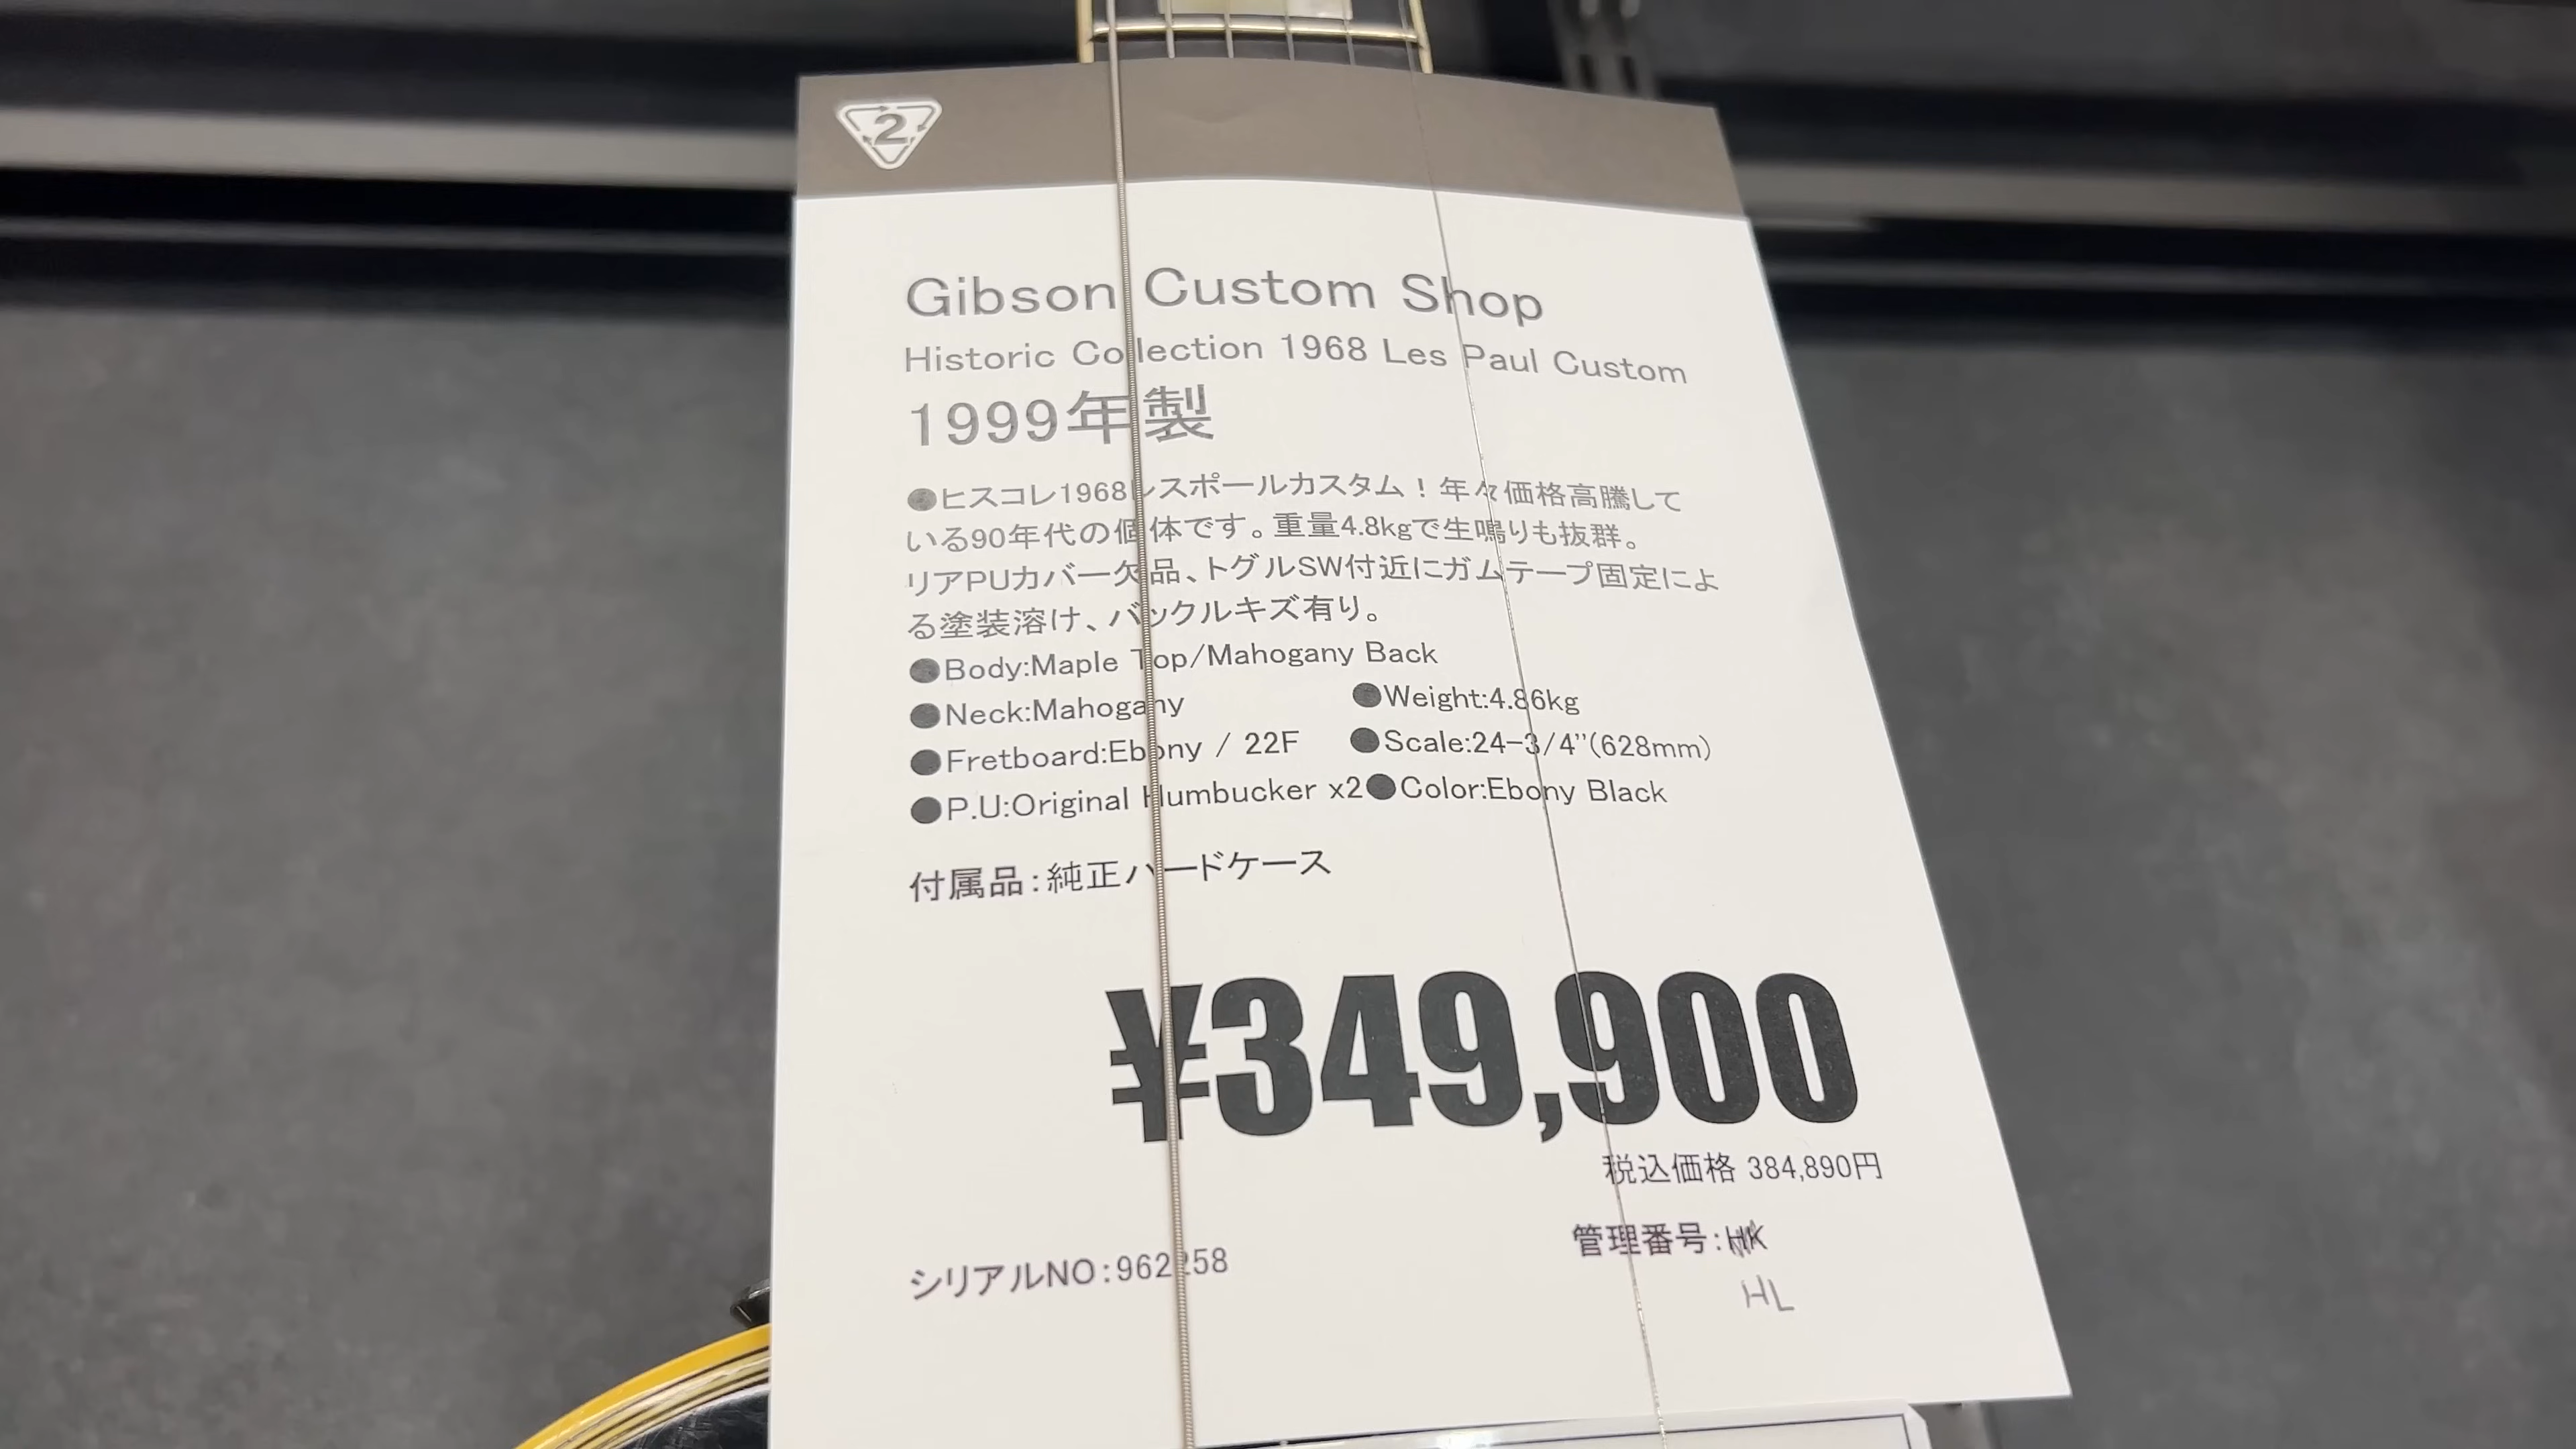 2
Gibson Custom Shop
Historic Collection 1968 Les Paul Custom
1999年製
●ヒスコレ1968レスポールカスタム！年々価格高騰して
いる90年代の個体です。重量4.8kgで生鳴りも抜群。
リアPUカバー欠品、トグルSW付近にガムテープ固定によ
る塗装溶け、バックルキズ有り。
●Body:Maple Top/Mahogany Back
●Neck:Mahogany ●Weight:4.86kg
●Fretboard:Ebony / 22F ●Scale:24-3/4"(628mm)
●P.U:Original Humbucker x2●Color:Ebony Black
付属品：純正ハードケース
¥349,900
税込価格 384,890円
シリアルNO：962258 管理番号：HK
HL